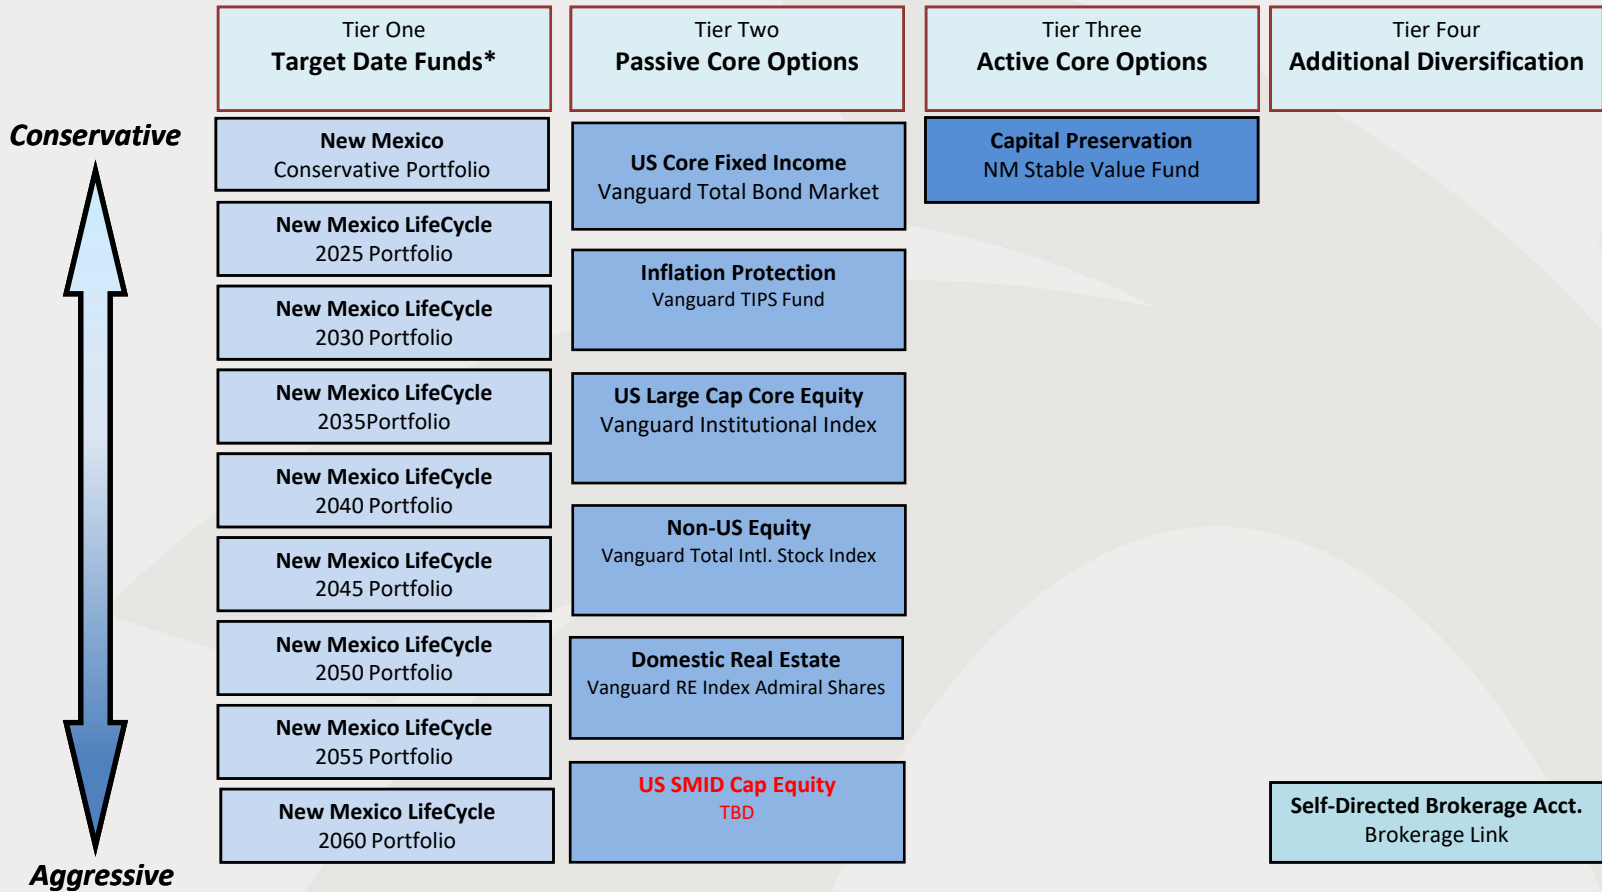 Tier One
Target Date Funds*
Tier Two
Passive Core Options
Tier Three
Active Core Options
Tier Four
Additional Diversification
Conservative
Aggressive
New Mexico
Conservative Portfolio
New Mexico LifeCycle
2025 Portfolio
New Mexico LifeCycle
2030 Portfolio
New Mexico LifeCycle
2035Portfolio
New Mexico LifeCycle
2040 Portfolio
New Mexico LifeCycle
2045 Portfolio
New Mexico LifeCycle
2050 Portfolio
New Mexico LifeCycle
2055 Portfolio
New Mexico LifeCycle
2060 Portfolio
US Core Fixed Income
Vanguard Total Bond Market
Inflation Protection
Vanguard TIPS Fund
US Large Cap Core Equity
Vanguard Institutional Index
Non-US Equity
Vanguard Total Intl. Stock Index
Domestic Real Estate
Vanguard RE Index Admiral Shares
US SMID Cap Equity
TBD
Capital Preservation
NM Stable Value Fund
Self-Directed Brokerage Acct.
Brokerage Link